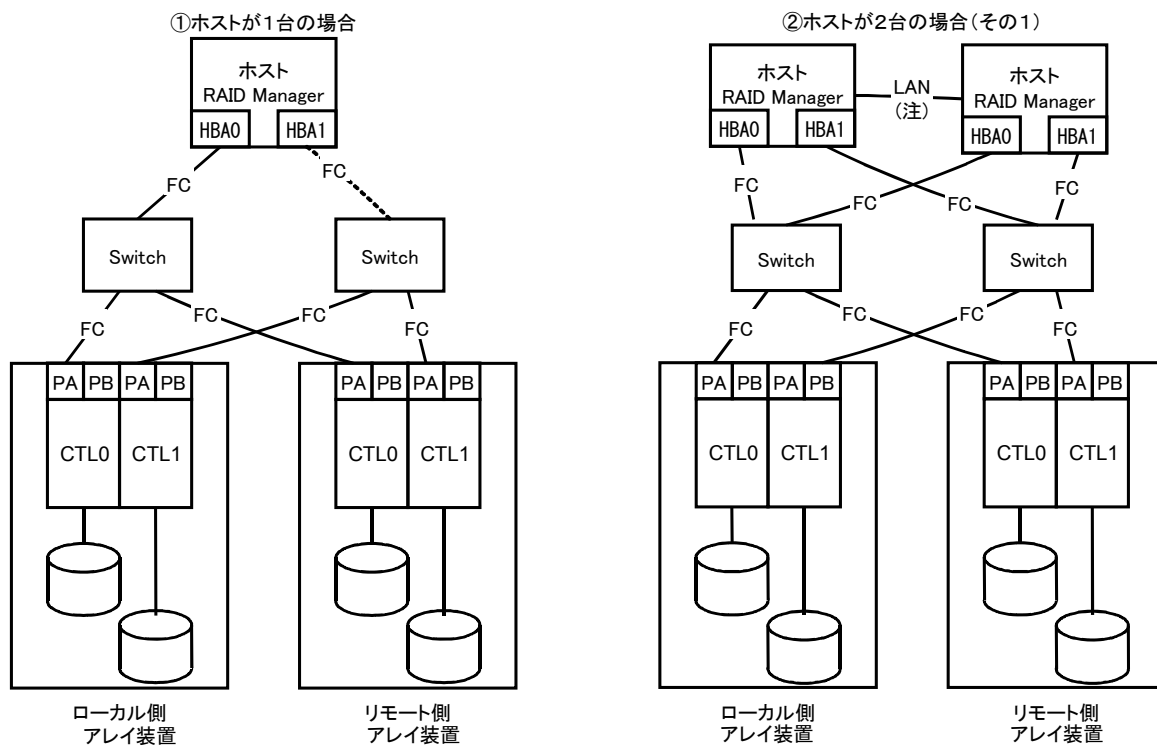 ①ホストが1台の場合
ホスト
RAID Manager
HBA0 HBA1
FC FC
Switch Switch
FC FC FC FC
PA PB PA PB PA PB PA PB
CTL0 CTL1 CTL0 CTL1
ローカル側
アレイ装置
リモート側
アレイ装置
②ホストが2台の場合(その1)
ホスト
RAID Manager
LAN
(注)
ホスト
RAID Manager
HBA0 HBA1 HBA0 HBA1
FC FC FC FC
Switch Switch
FC FC FC FC
PA PB PA PB PA PB PA PB
CTL0 CTL1 CTL0 CTL1
ローカル側
アレイ装置
リモート側
アレイ装置